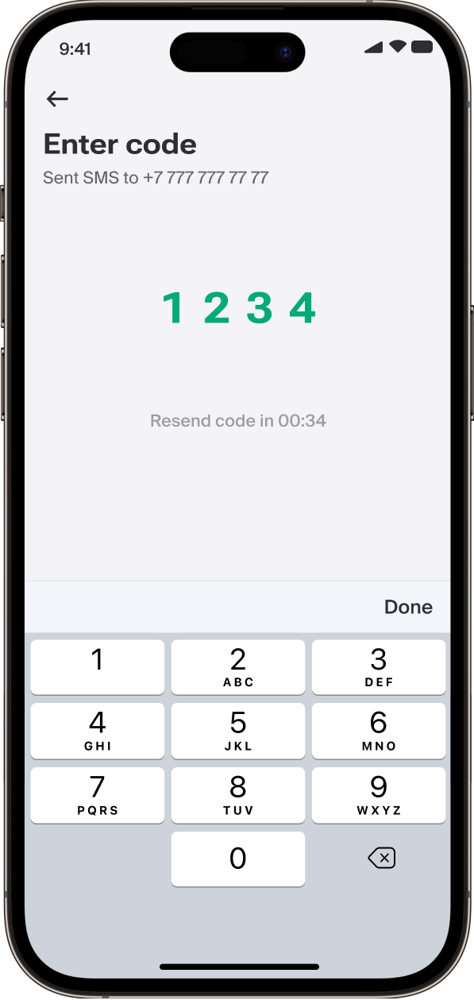 9:41
Enter code
Sent SMS to +7 777 777 77 77
1 2 3 4
Resend code in 00:34
Done
1 2 3
ABC DEF
4 5 6
GHI JKL MNO
7 8 9
PQRS TUV WXYZ
0